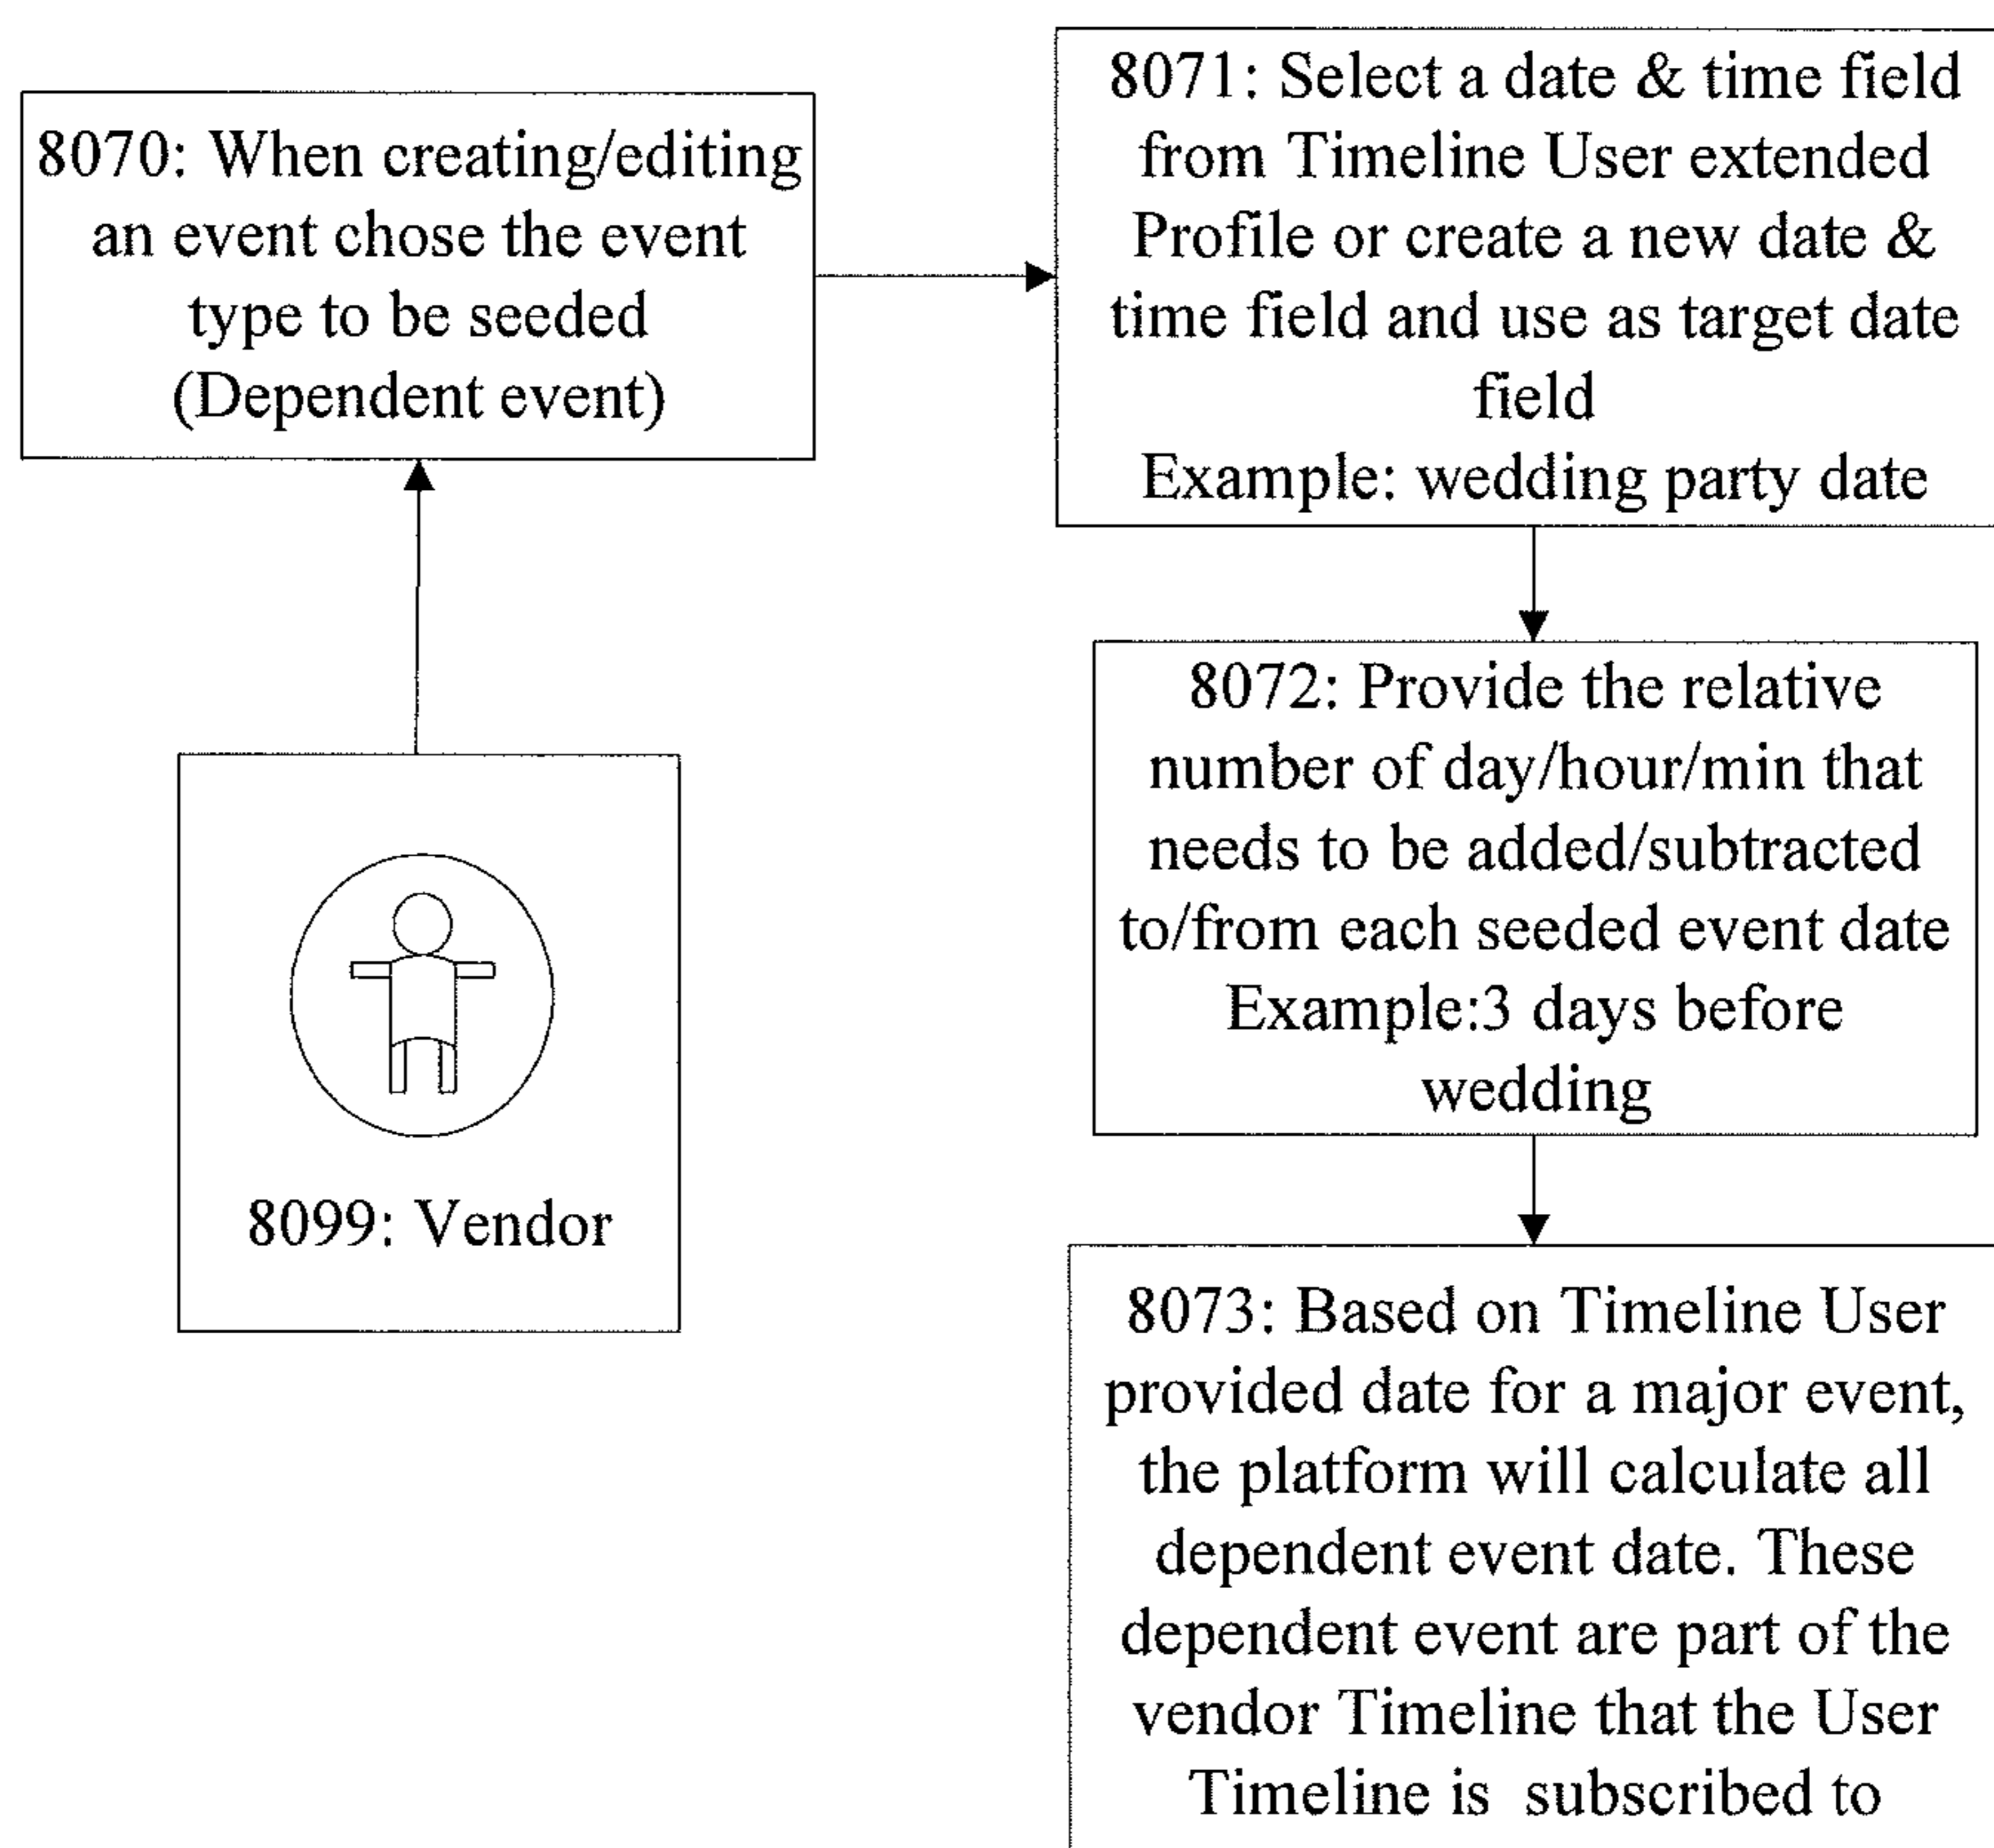 8070: When creating/editing
an event chose the event
type to be seeded
(Dependent event)
8071: Select a date & time field
from Timeline User extended
Profile or create a new date &
time field and use as target date
field
Example: wedding party date
8072: Provide the relative
number of day/hour/min that
needs to be added/subtracted
to/from each seeded event date
Example:3 days before
wedding
8099: Vendor
8073: Based on Timeline User
provided date for a major event,
the platform will calculate all
dependent event date. These
dependent event are part of the
vendor Timeline that the User
Timeline is subscribed to